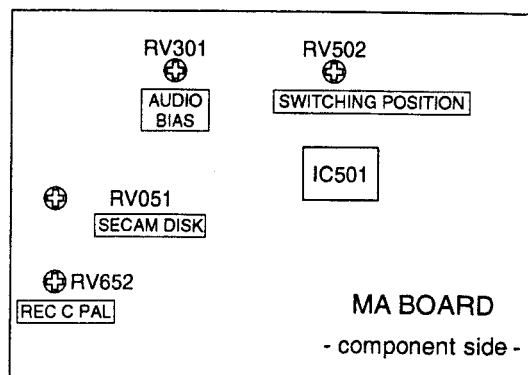 RV301
RV502
AUDIO
BIAS
SWITCHING POSITION
IC501
RV051
SECAM DISK
RV652
REC C PAL
MA BOARD
- component side -